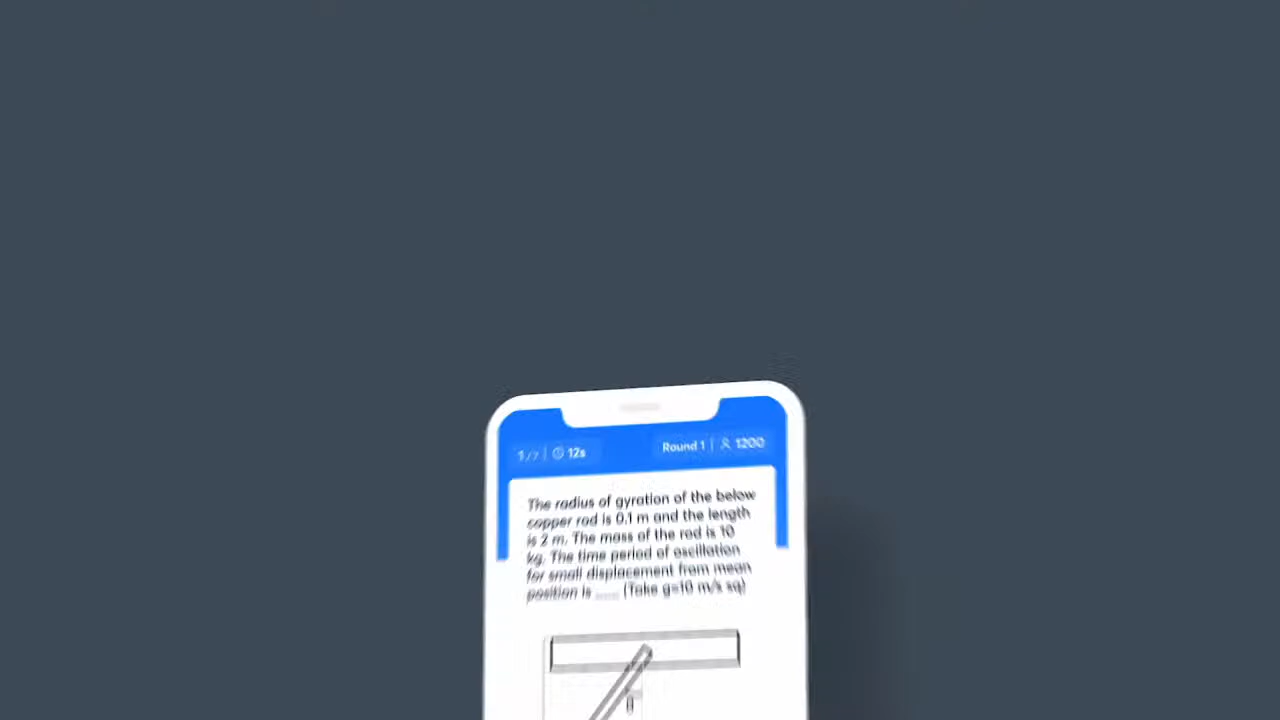 1/7 | 12s
Round 1 | 1200
The radius of gyration of the below
copper rod is 0.1 m and the length
is 2 m. The mass of the rod is 10
kg. The time period of oscillation
for small displacement from mean
position is ___ (Take g=10 m/s sq)